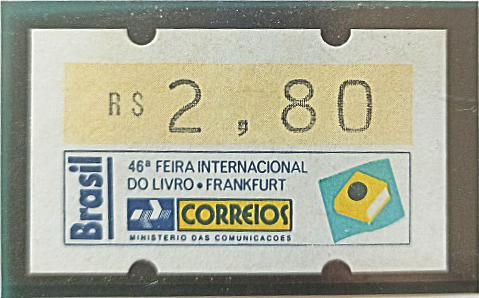 R$ 2,80
Brasil
46ª FEIRA INTERNACIONAL
DO LIVRO • FRANKFURT
CORREIOS
MINISTERIO DAS COMUNICACOES